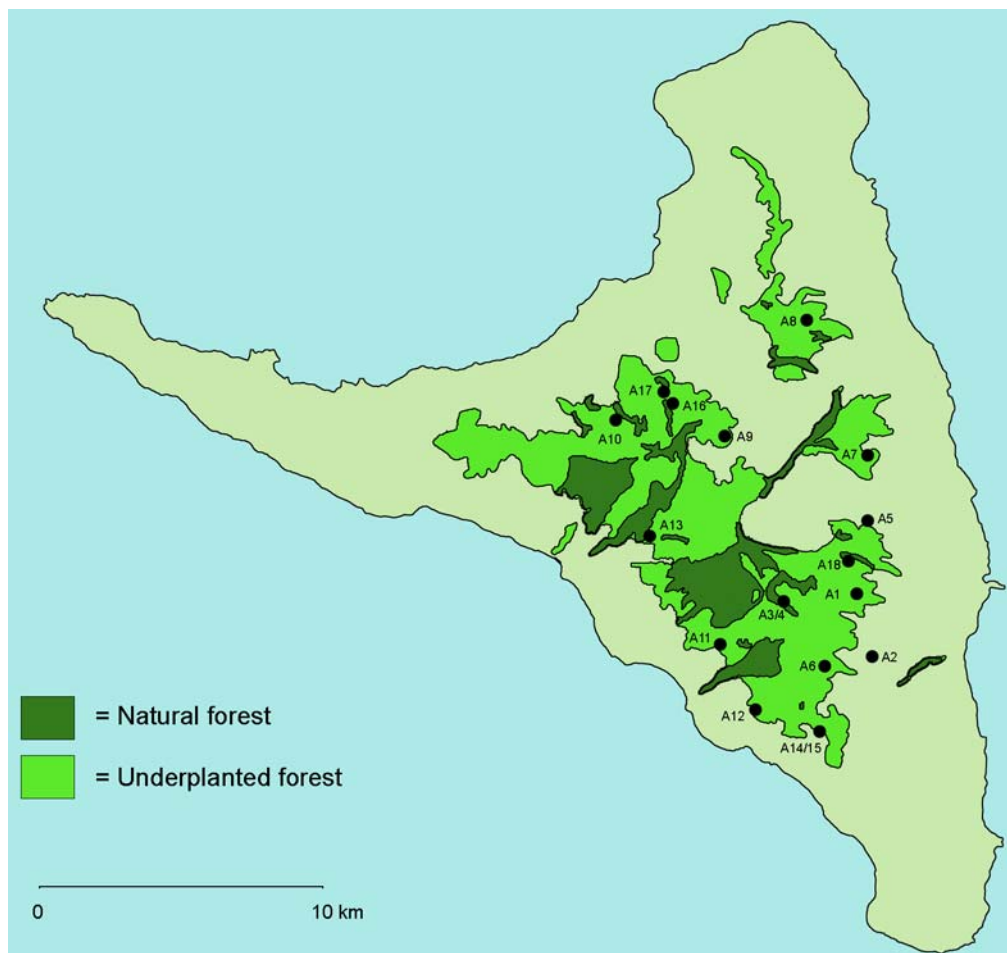 A8
A17
A16
A10
A9
A7
A5
A13
A18
A1
A3/4
A11
A2
A6
A12
A14/15
= Natural forest
= Underplanted forest
0 10 km